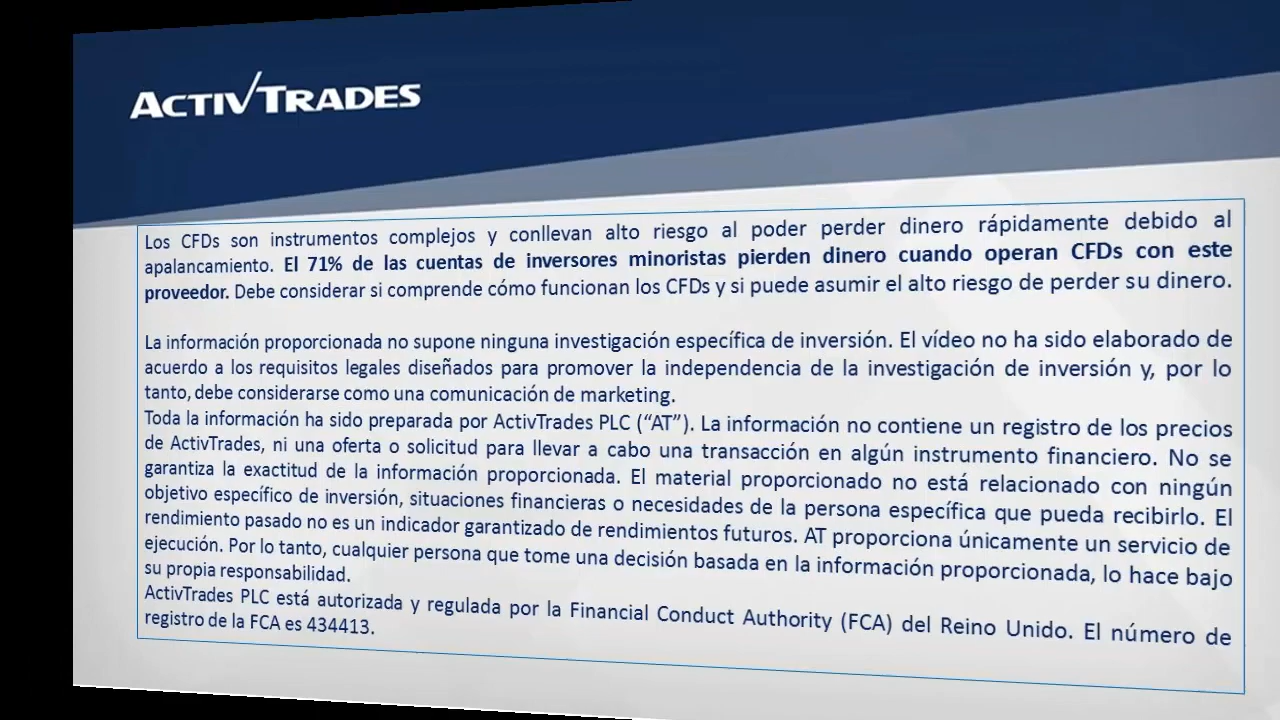 ACTIVTRADES
Los CFDs son instrumentos complejos y conllevan alto riesgo al poder perder dinero rápidamente debido al
apalancamiento. El 71% de las cuentas de inversores minoristas pierden dinero cuando operan CFDs con este
proveedor. Debe considerar si comprende cómo funcionan los CFDs y si puede asumir el alto riesgo de perder su dinero.
La información proporcionada no supone ninguna investigación específica de inversión. El vídeo no ha sido elaborado de
acuerdo a los requisitos legales diseñados para promover la independencia de la investigación de inversión y, por lo
tanto, debe considerarse como una comunicación de marketing.
Toda la información ha sido preparada por ActivTrades PLC (“AT”). La información no contiene un registro de los precios
de ActivTrades, ni una oferta o solicitud para llevar a cabo una transacción en algún instrumento financiero. No se
garantiza la exactitud de la información proporcionada. El material proporcionado no está relacionado con ningún
objetivo específico de inversión, situaciones financieras o necesidades de la persona específica que pueda recibirlo. El
rendimiento pasado no es un indicador garantizado de rendimientos futuros. AT proporciona únicamente un servicio de
ejecución. Por lo tanto, cualquier persona que tome una decisión basada en la información proporcionada, lo hace bajo
su propia responsabilidad.
ActivTrades PLC está autorizada y regulada por la Financial Conduct Authority (FCA) del Reino Unido. El número de
registro de la FCA es 434413.